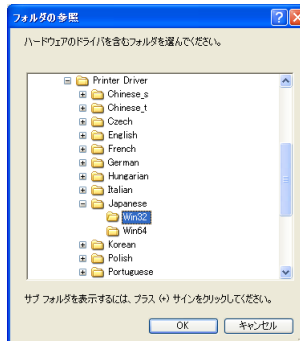 フォルダの参照
ハードウェアのドライバを含むフォルダを選んでください。
Printer Driver
Chinese_s
Chinese_t
Czech
English
French
German
Hungarian
Italian
Japanese
Win32
Win64
Korean
Polish
Portuguese
サブ フォルダを表示するには、プラス (+) サインをクリックしてください。
OK
キャンセル